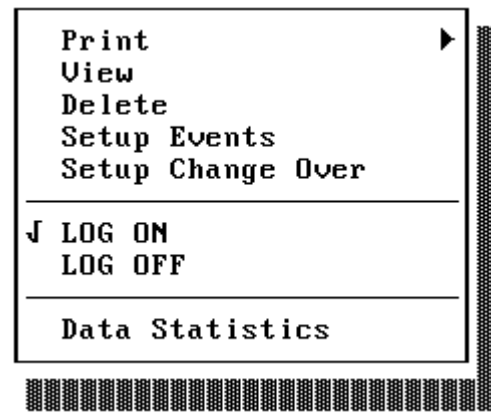 Print
View
Delete
Setup Events
Setup Change Over
√ LOG ON
LOG OFF
Data Statistics